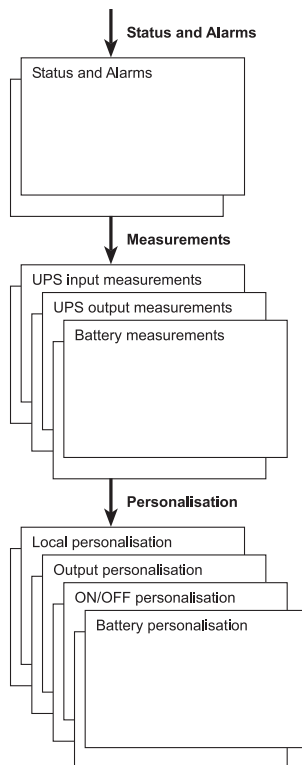 Status and Alarms
Status and Alarms
Measurements
UPS input measurements
UPS output measurements
Battery measurements
Personalisation
Local personalisation
Output personalisation
ON/OFF personalisation
Battery personalisation